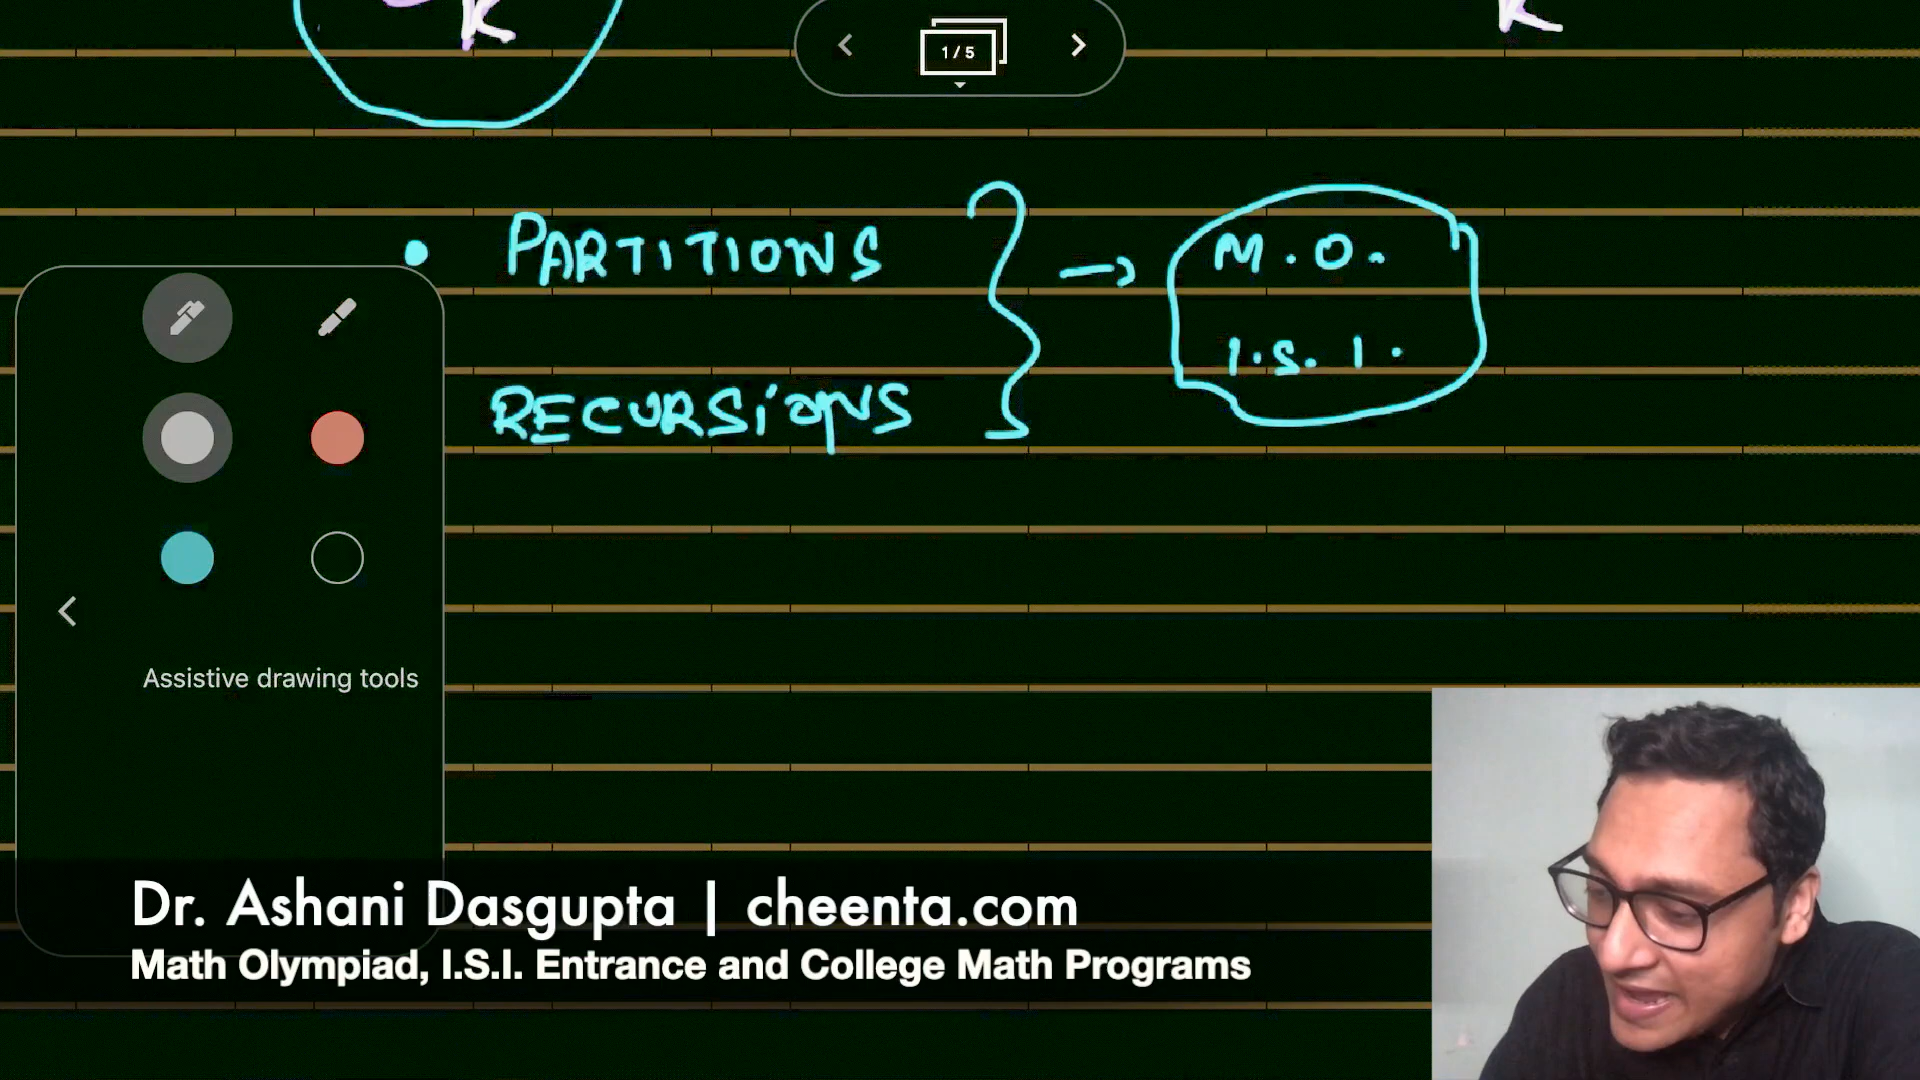 K
K
1 / 5
• PARTITIONS
M.O.
I.S.I.
RECURSiONS
Assistive drawing tools
Dr. Ashani Dasgupta | cheenta.com
Math Olympiad, I.S.I. Entrance and College Math Programs